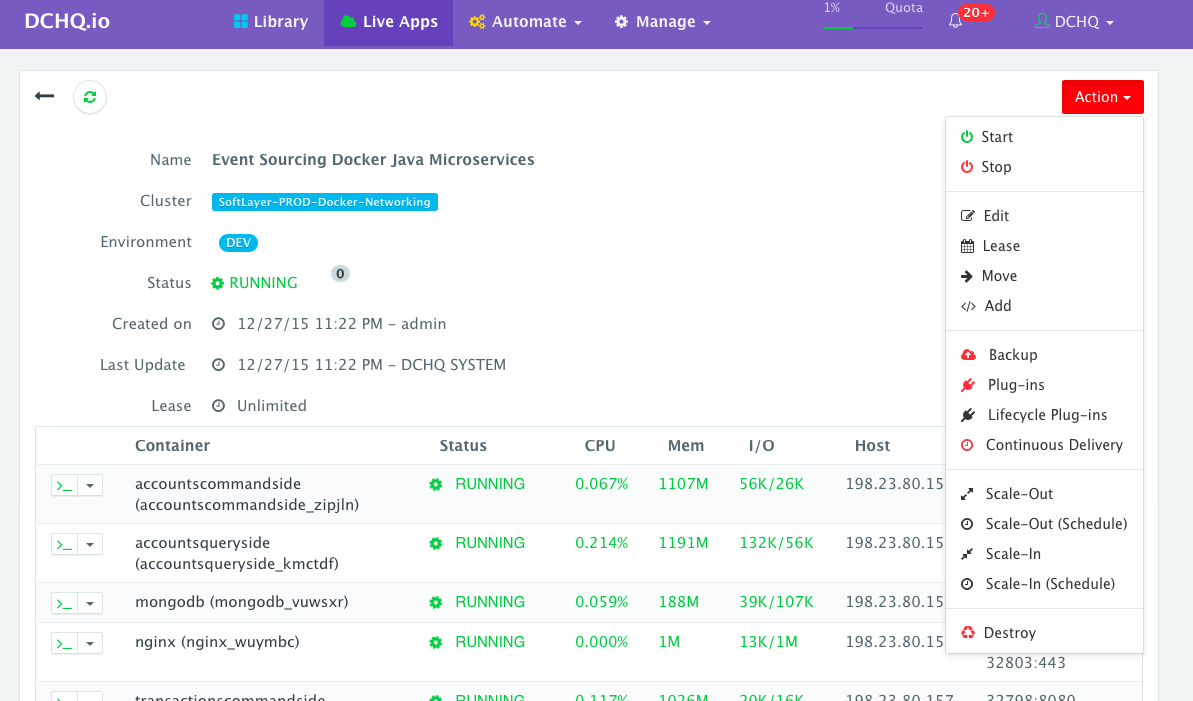 DCHQ.io Library Live Apps Automate Manage 1% Quota 20+ DCHQ
Action
Start
Stop
Edit
Lease
Move
Add
Backup
Plug-ins
Lifecycle Plug-ins
Continuous Delivery
Scale-Out
Scale-Out (Schedule)
Scale-In
Scale-In (Schedule)
Destroy
Name Event Sourcing Docker Java Microservices
Cluster SoftLayer-PROD-Docker-Networking
Environment DEV
Status RUNNING 0
Created on 12/27/15 11:22 PM - admin
Last Update 12/27/15 11:22 PM - DCHQ SYSTEM
Lease Unlimited
Container Status CPU Mem I/O Host
accountscommandside RUNNING 0.067% 1107M 56K/26K 198.23.80.15
(accountscommandside_zipjln)
accountsqueryside RUNNING 0.214% 1191M 132K/56K 198.23.80.15
(accountsqueryside_kmctdf)
mongodb (mongodb_vuwsxr) RUNNING 0.059% 188M 39K/107K 198.23.80.15
nginx (nginx_wuymbc) RUNNING 0.000% 1M 13K/1M 198.23.80.15
32803:443
transactionscommandside RUNNING 0.117% 1026M 20K/16K 198.23.80.157 32798:8080